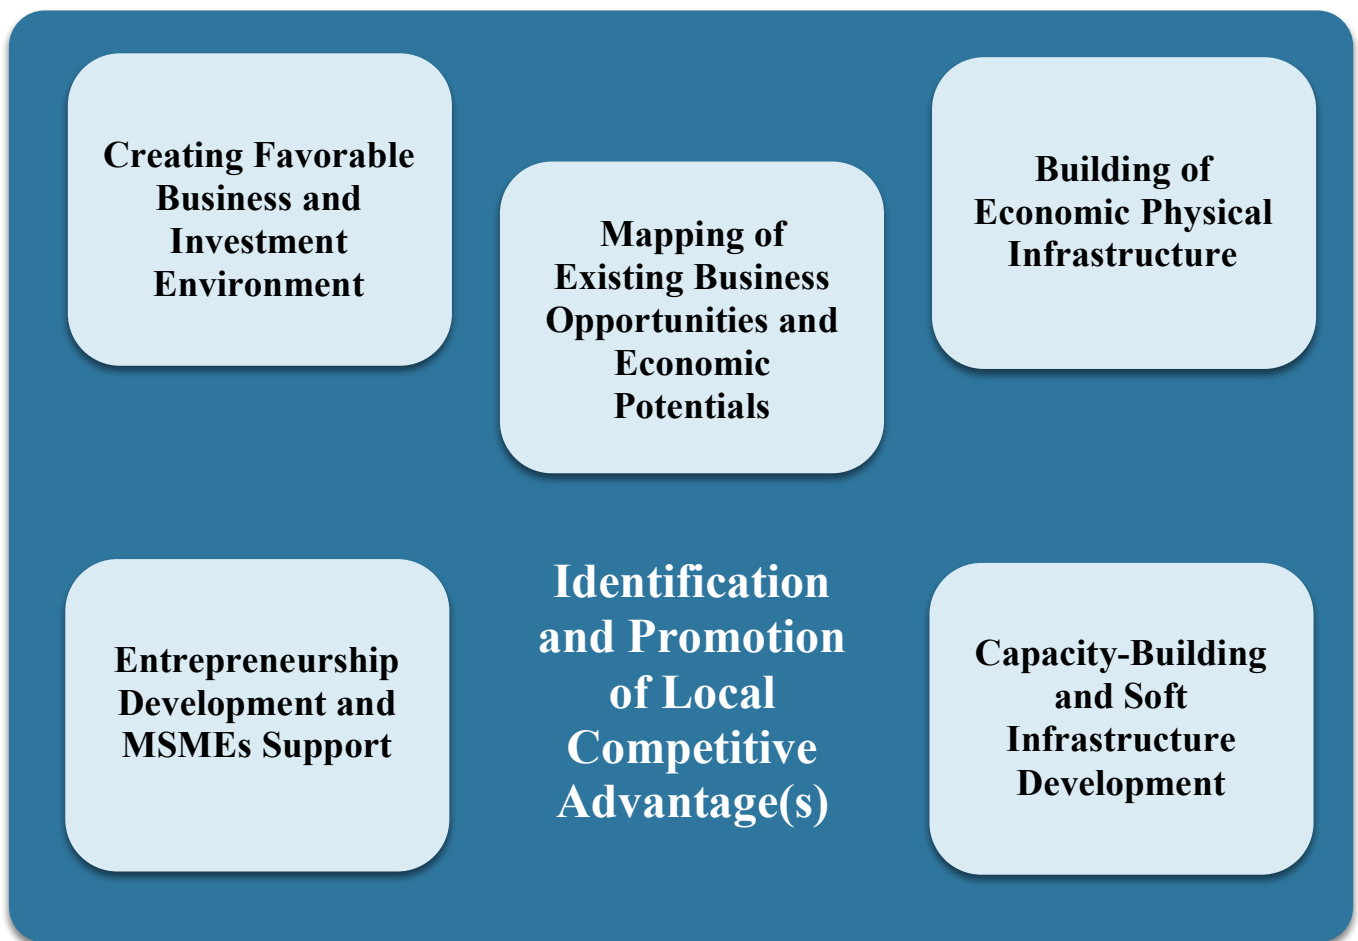 Creating Favorable
Business and
Investment
Environment
Mapping of
Existing Business
Opportunities and
Economic
Potentials
Building of
Economic Physical
Infrastructure
Entrepreneurship
Development and
MSMEs Support
Identification
and Promotion
of Local
Competitive
Advantage(s)
Capacity-Building
and Soft
Infrastructure
Development